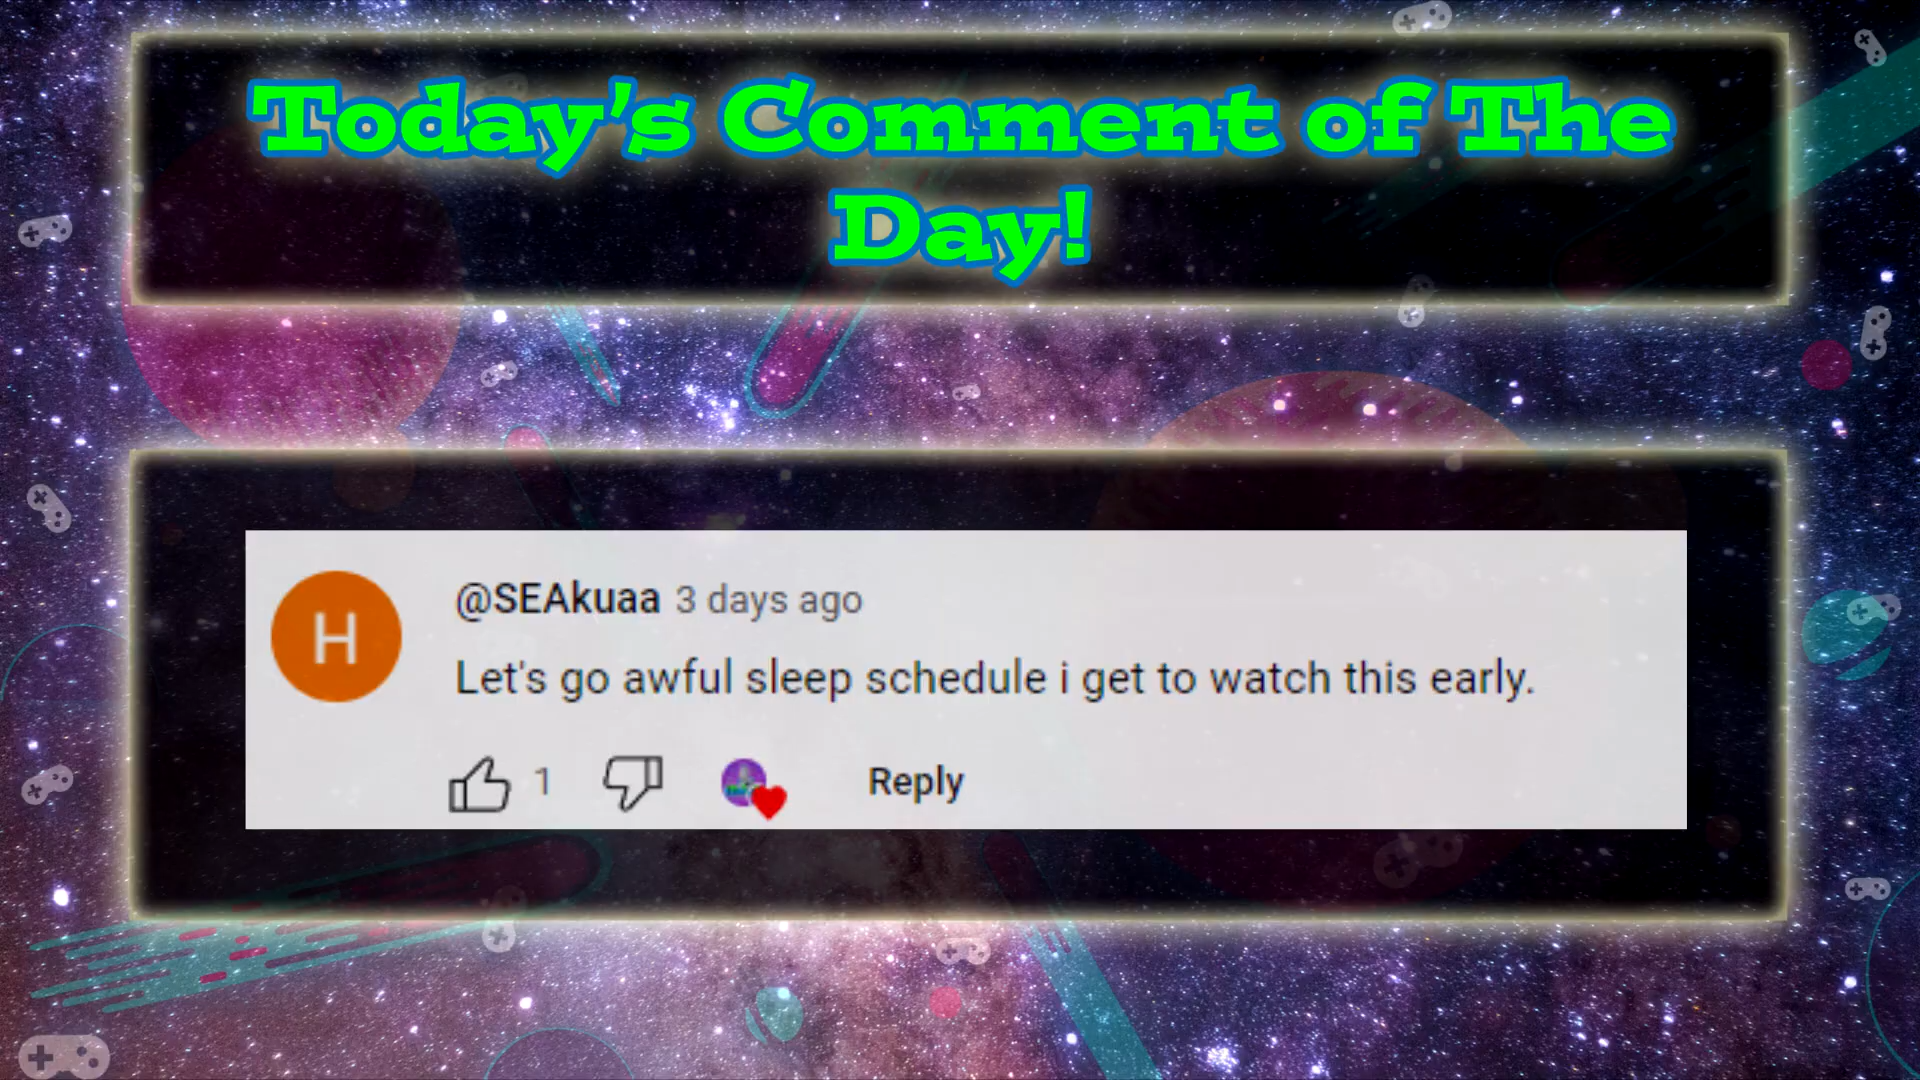 Today's Comment of The
Day!
H
@SEAkuaa 3 days ago
Let's go awful sleep schedule i get to watch this early.
1
Reply